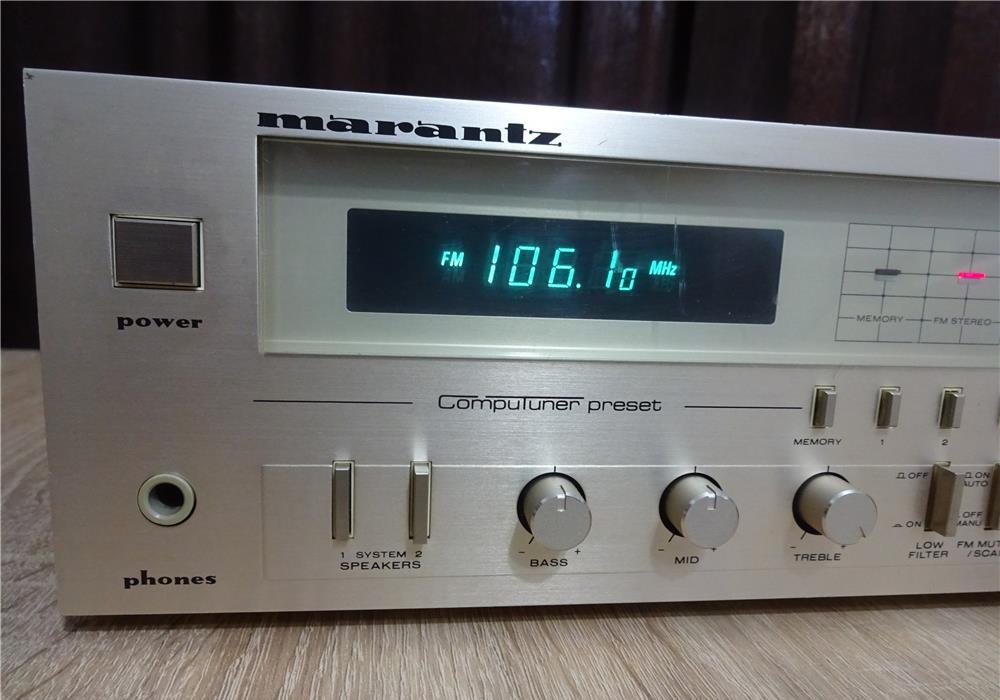 marantz
FM 106.10 MHz
power
MEMORY FM STEREO
CompuTuner preset
MEMORY 1 2
OFF ON
AUTO
ON OFF
MANU
1 SYSTEM 2
SPEAKERS
- BASS +
- MID +
- TREBLE +
LOW
FILTER
FM MUT
/SCA
phones